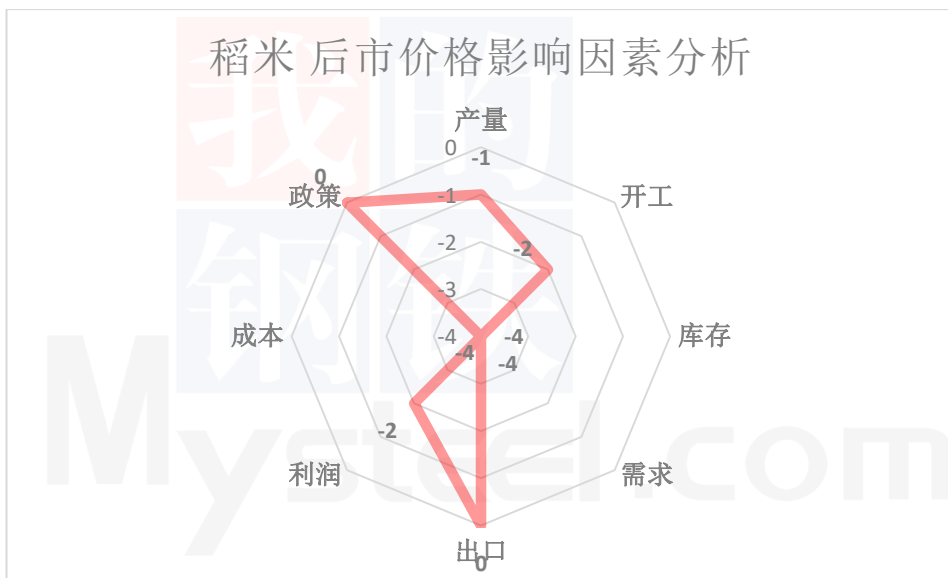 稻米 后市价格影响因素分析
产量
0
-1
政策
0
-1
开工
-2
-2
-3
成本
-4
-4
库存
-4
-4
-2
利润
需求
出口
0
我的
钢铁
Mysteel.com